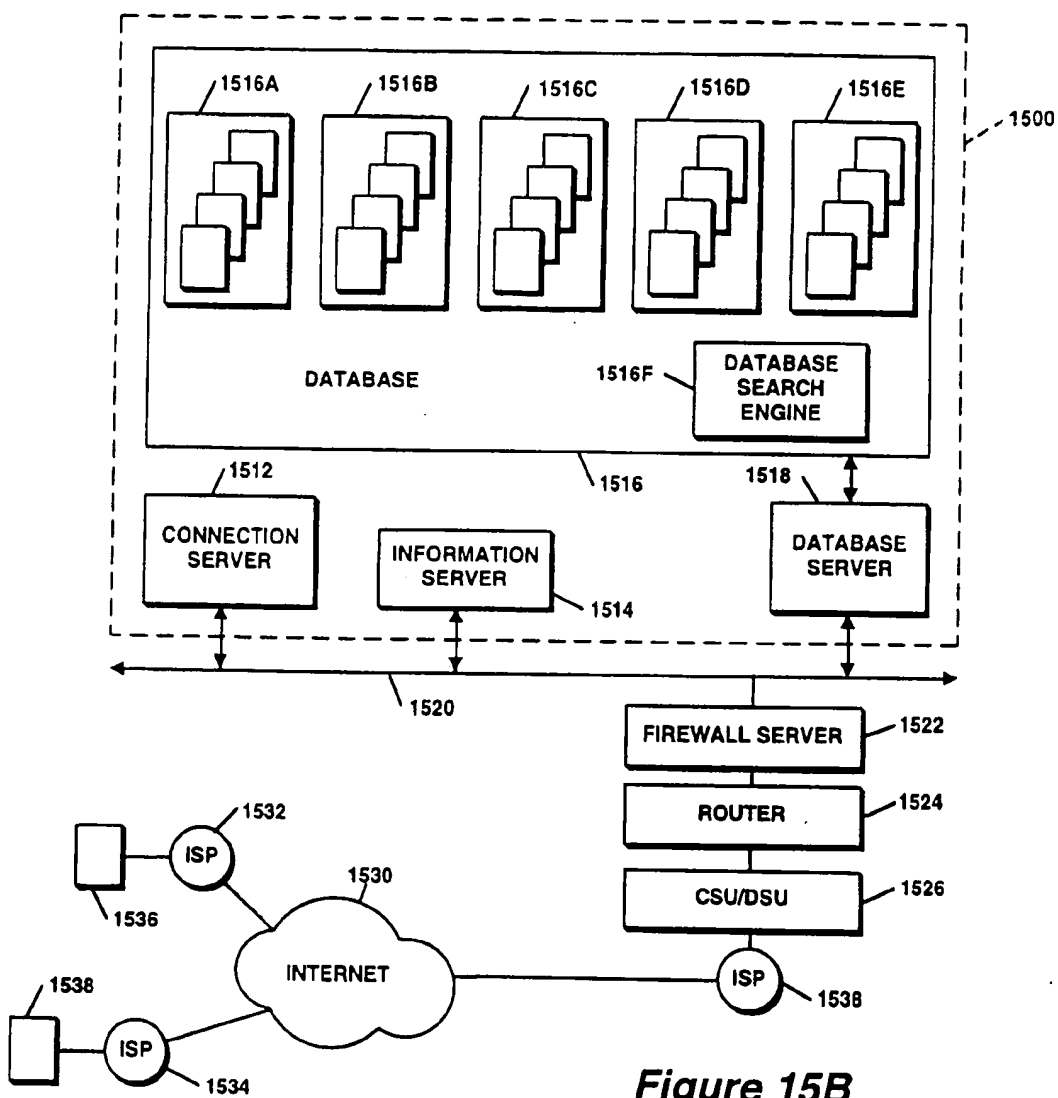 1516A
1516B
1516C
1516D
1516E
1500
DATABASE
1516F
DATABASE
SEARCH
ENGINE
1512
1516
1518
CONNECTION
SERVER
INFORMATION
SERVER
1514
DATABASE
SERVER
1520
FIREWALL SERVER
1522
ROUTER
1524
CSU/DSU
1526
1532
ISP
1536
1530
INTERNET
ISP
1538
1538
ISP
1534
Figure 15B